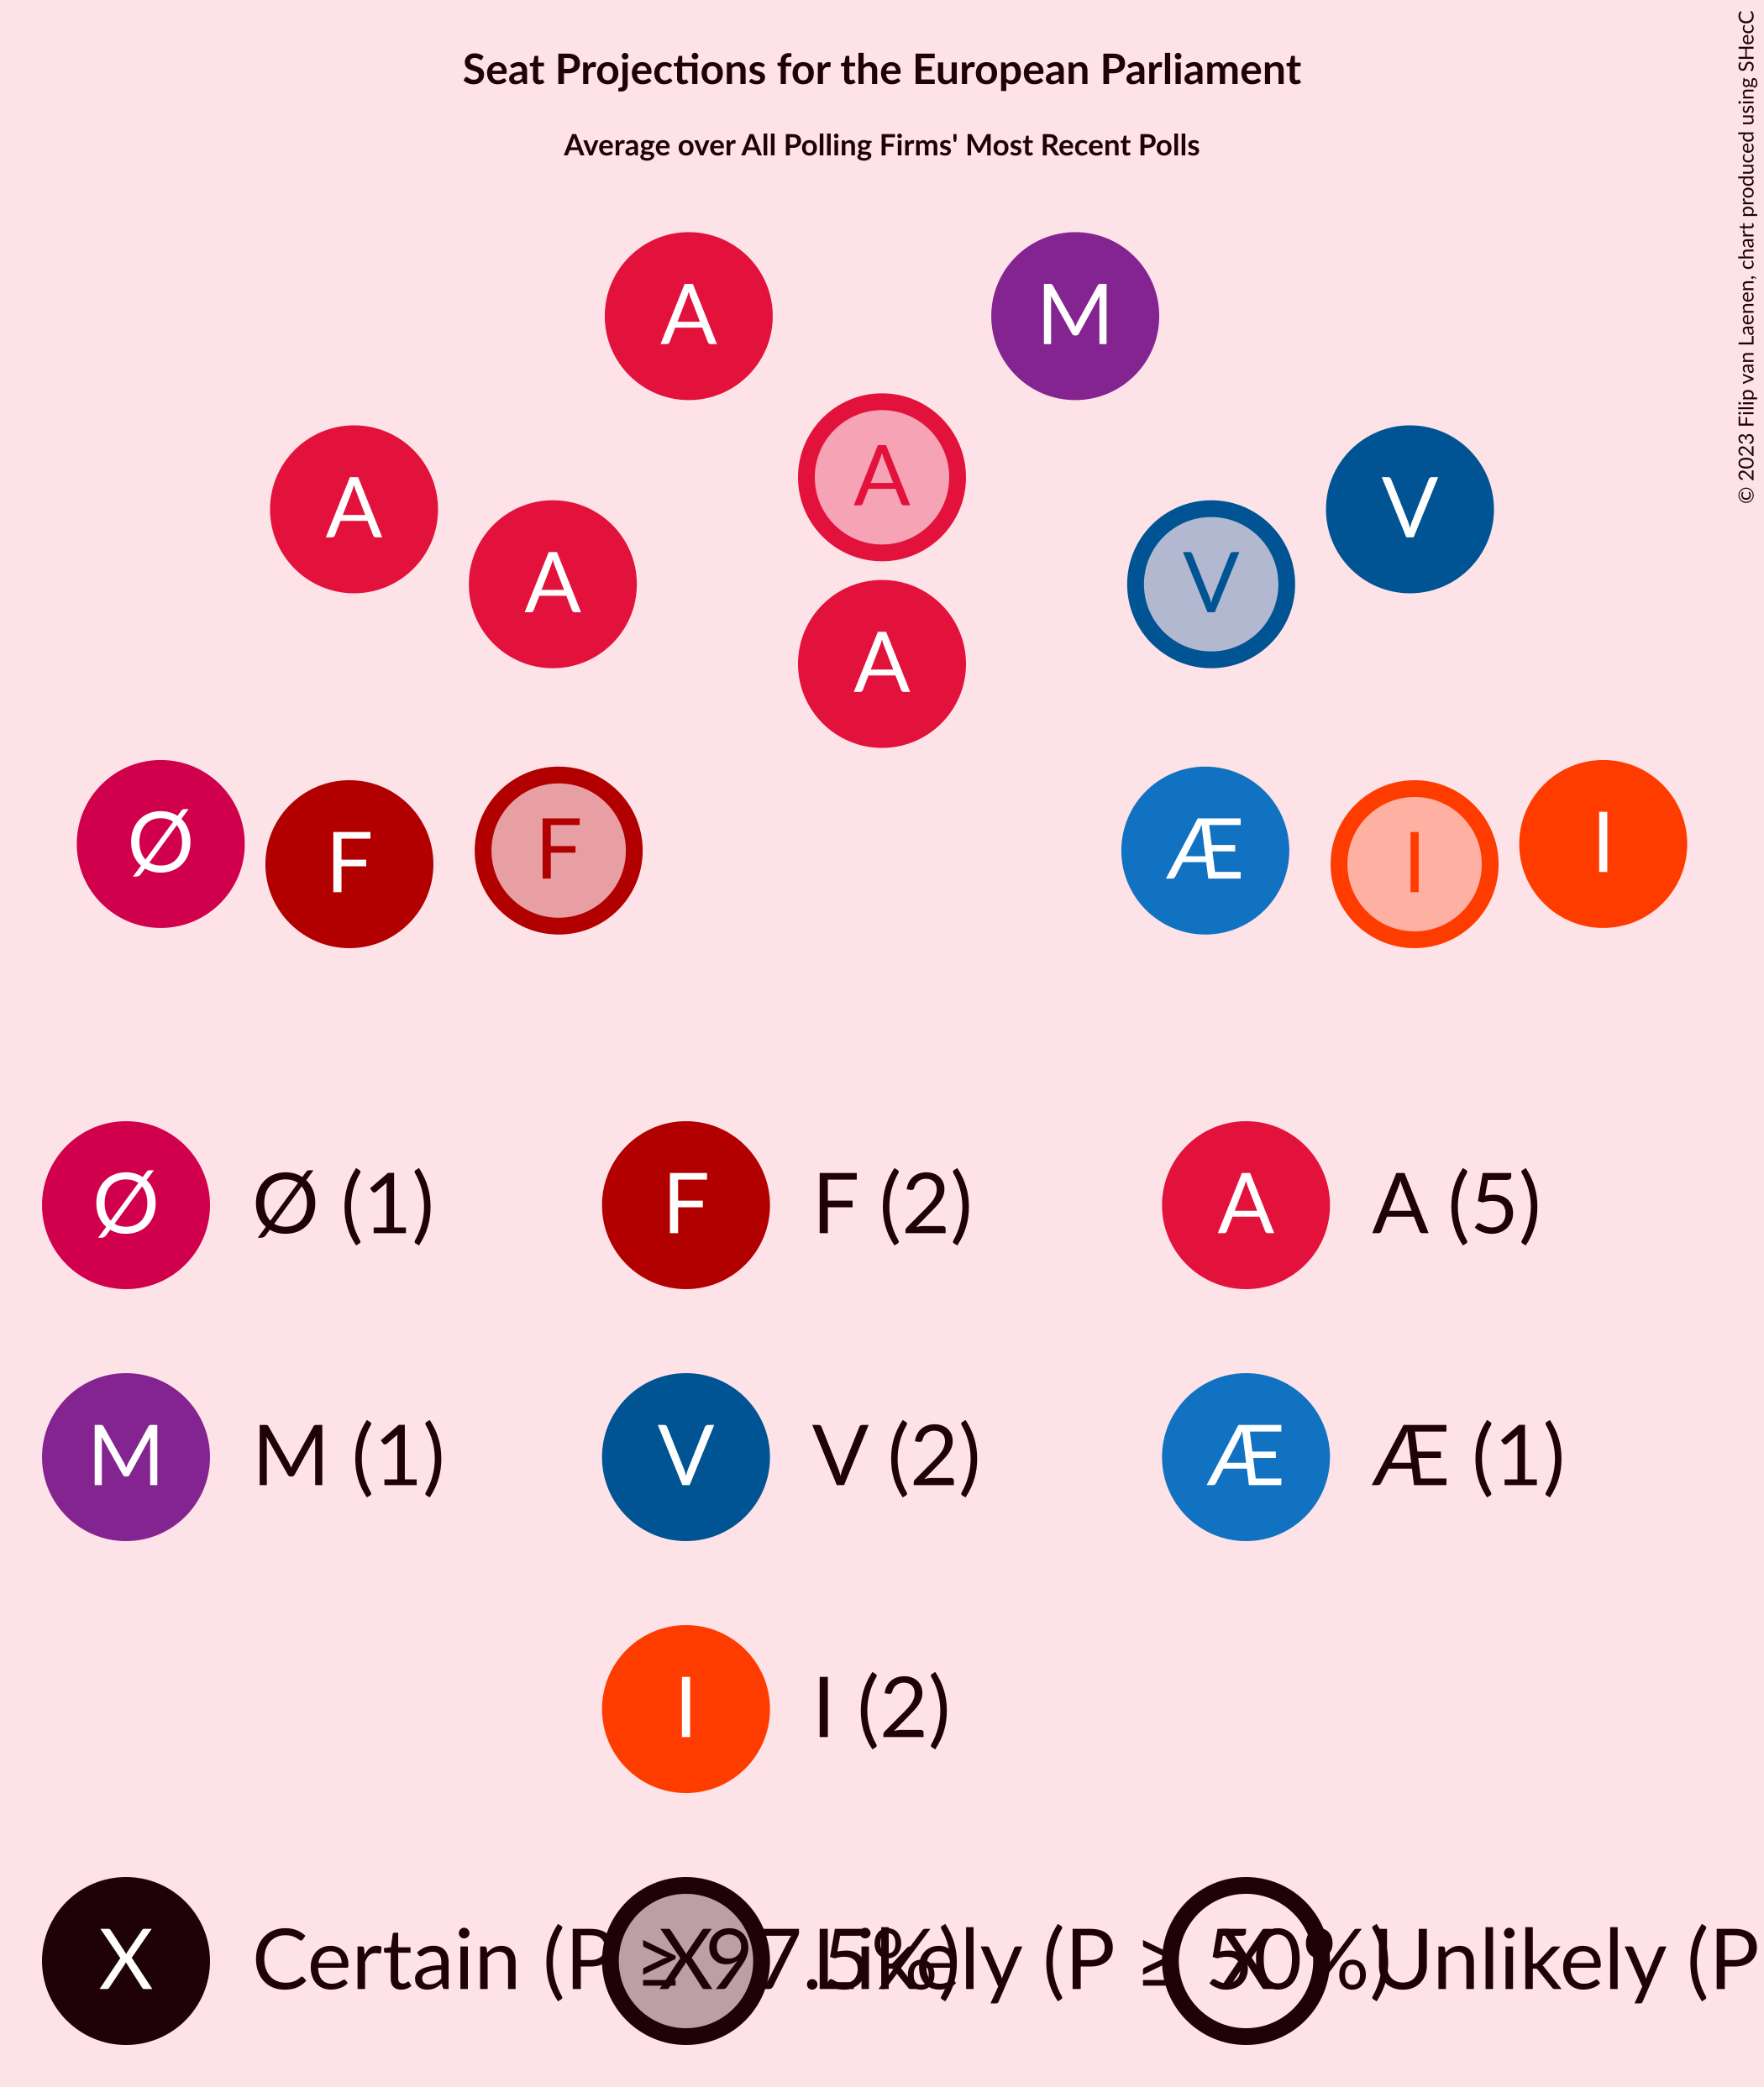 Seat Projections for the European Parliament
Average over All Polling Firms' Most Recent Polls
© 2023 Filip van Laenen, chart produced using SHecC
A M
A
A V
A V
A
Ø F F Æ I I
Ø Ø (1) F F (2) A A (5)
M M (1) V V (2) Æ Æ (1)
I I (2)
X Certain (P ≥ 97.5%) X Likely (P ≥ 50%) X Unlikely (P